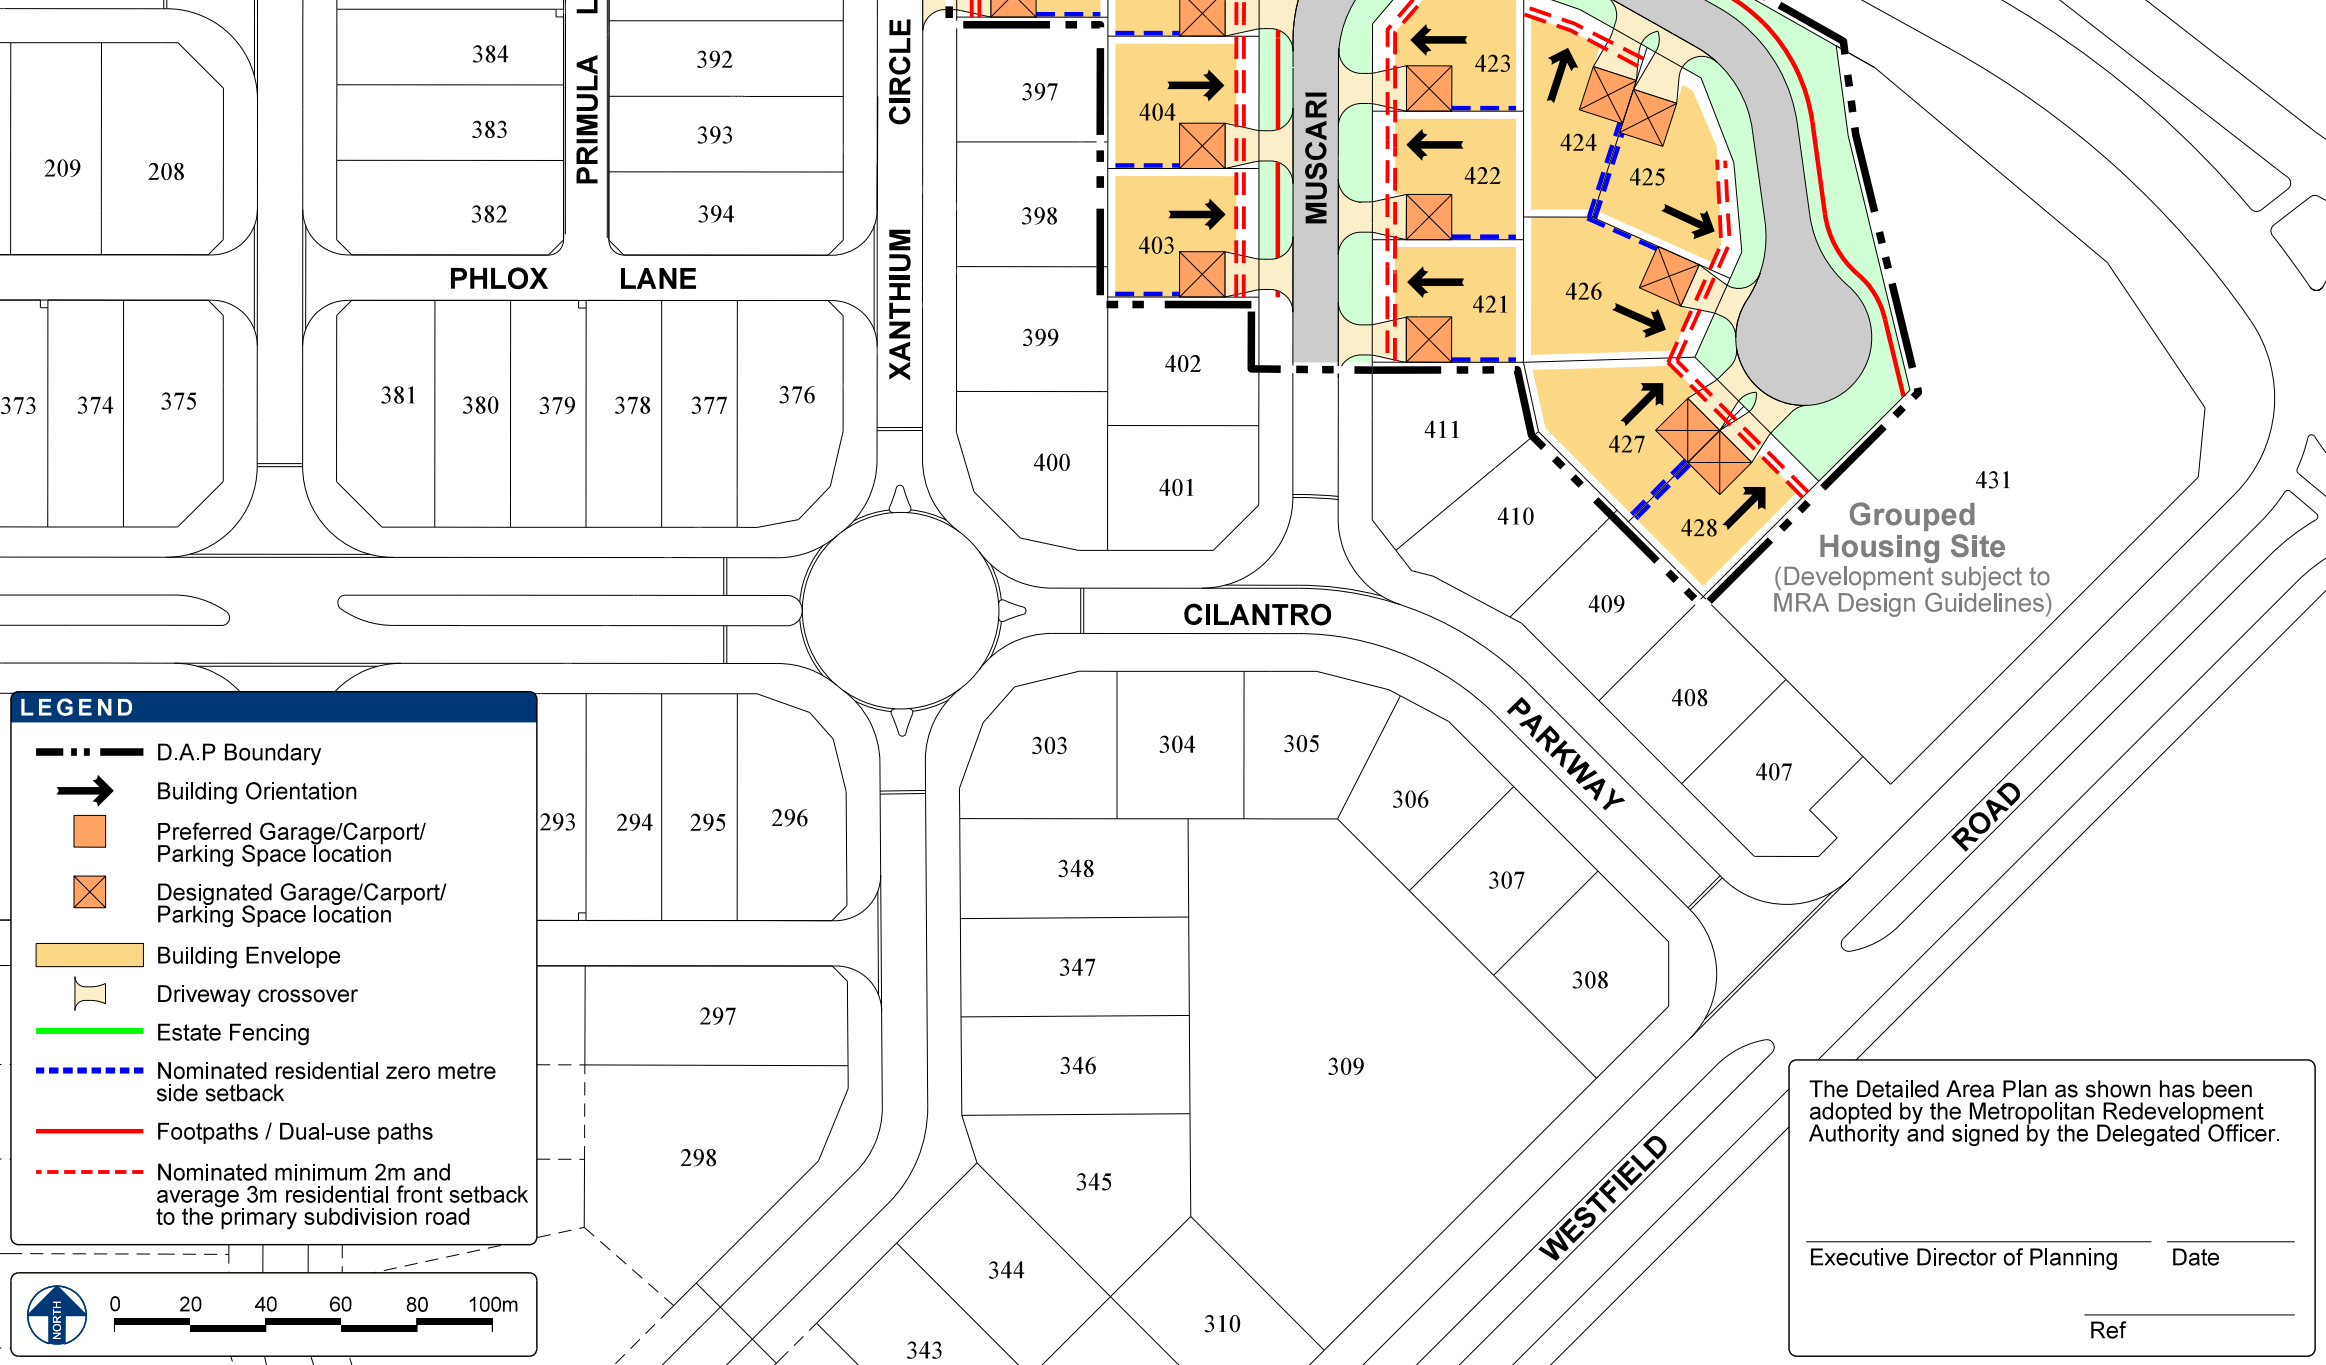 384
383
382
PRIMULA L
392
393
394
209
208
PHLOX LANE
XANTHIUM CIRCLE
397
398
399
400
404
403
402
401
MUSCARI
423
422
421
424
425
426
427
428
411
410
409
408
407
431
Grouped
Housing Site
(Development subject to
MRA Design Guidelines)
373
374
375
381
380
379
378
377
376
CILANTRO
PARKWAY
WESTFIELD
ROAD
303
304
305
306
307
308
309
348
347
346
345
344
343
310
293
294
295
296
297
298
LEGEND
D.A.P Boundary
Building Orientation
Preferred Garage/Carport/
Parking Space location
Designated Garage/Carport/
Parking Space location
Building Envelope
Driveway crossover
Estate Fencing
Nominated residential zero metre
side setback
Footpaths / Dual-use paths
Nominated minimum 2m and
average 3m residential front setback
to the primary subdivision road
NORTH
0 20 40 60 80 100m
The Detailed Area Plan as shown has been
adopted by the Metropolitan Redevelopment
Authority and signed by the Delegated Officer.
Executive Director of Planning Date
Ref